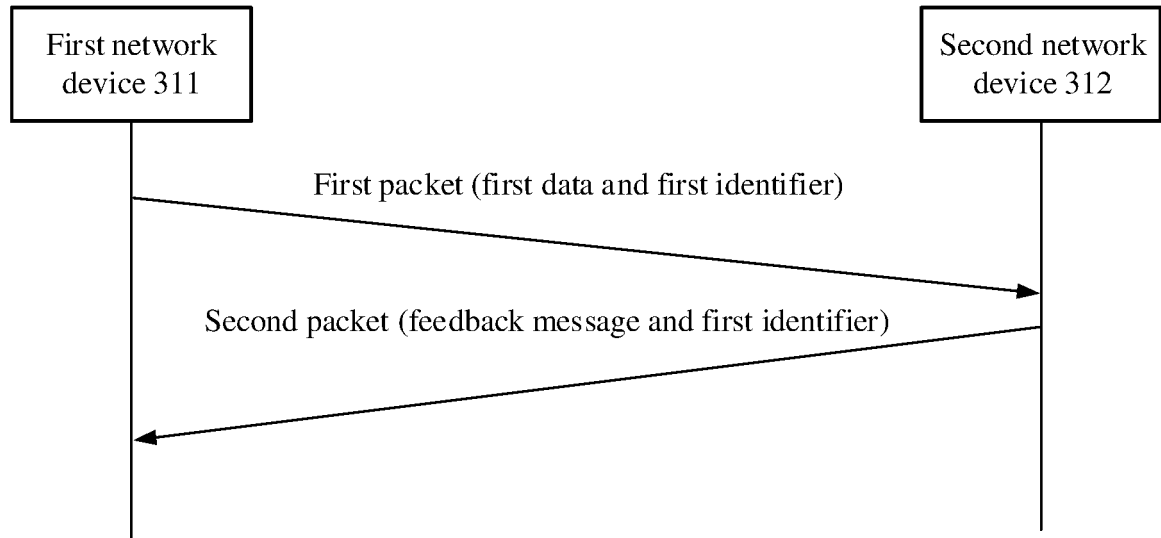 First network
device 311
Second network
device 312
First packet (first data and first identifier)
Second packet (feedback message and first identifier)